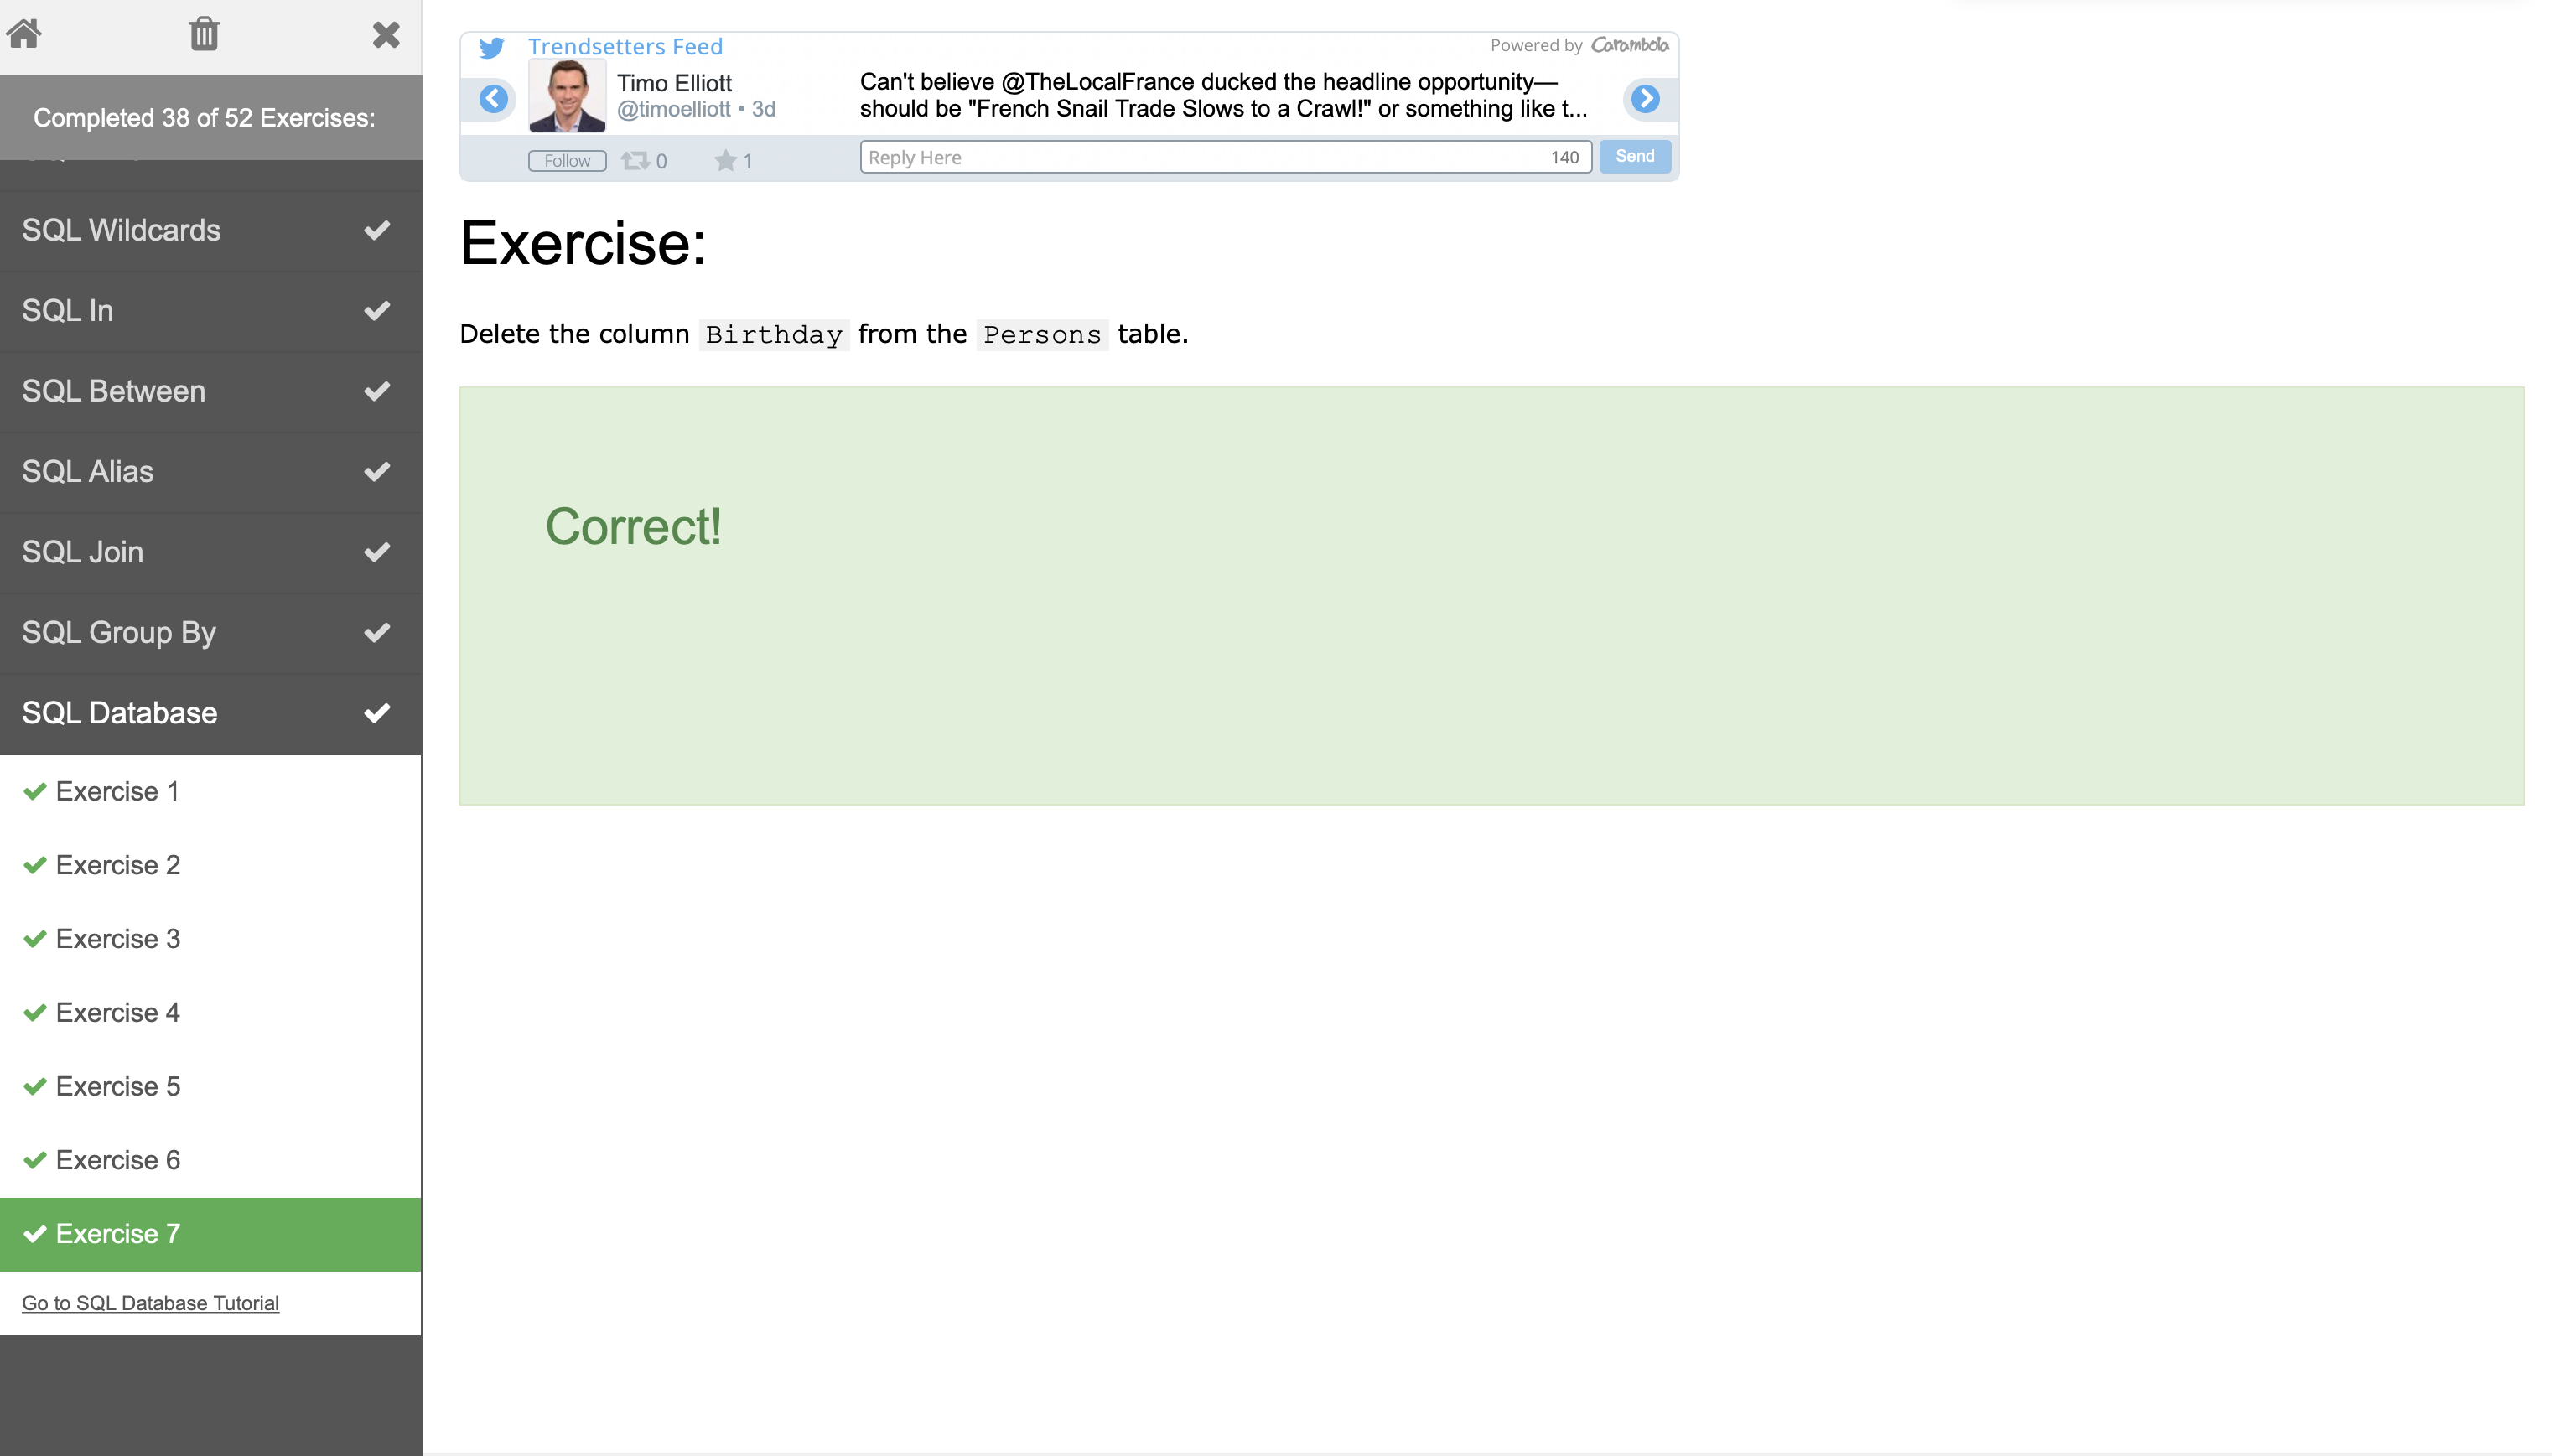 Completed 38 of 52 Exercises:
SQL Wildcards
SQL In
SQL Between
SQL Alias
SQL Join
SQL Group By
SQL Database
Exercise 1
Exercise 2
Exercise 3
Exercise 4
Exercise 5
Exercise 6
Exercise 7
Go to SQL Database Tutorial
Trendsetters Feed
Powered by Carambola
Timo Elliott
@timoelliott • 3d
Can't believe @TheLocalFrance ducked the headline opportunity—
should be "French Snail Trade Slows to a Crawl!" or something like t...
Follow 0 1
Reply Here 140 Send
Exercise:
Delete the column Birthday from the Persons table.
Correct!